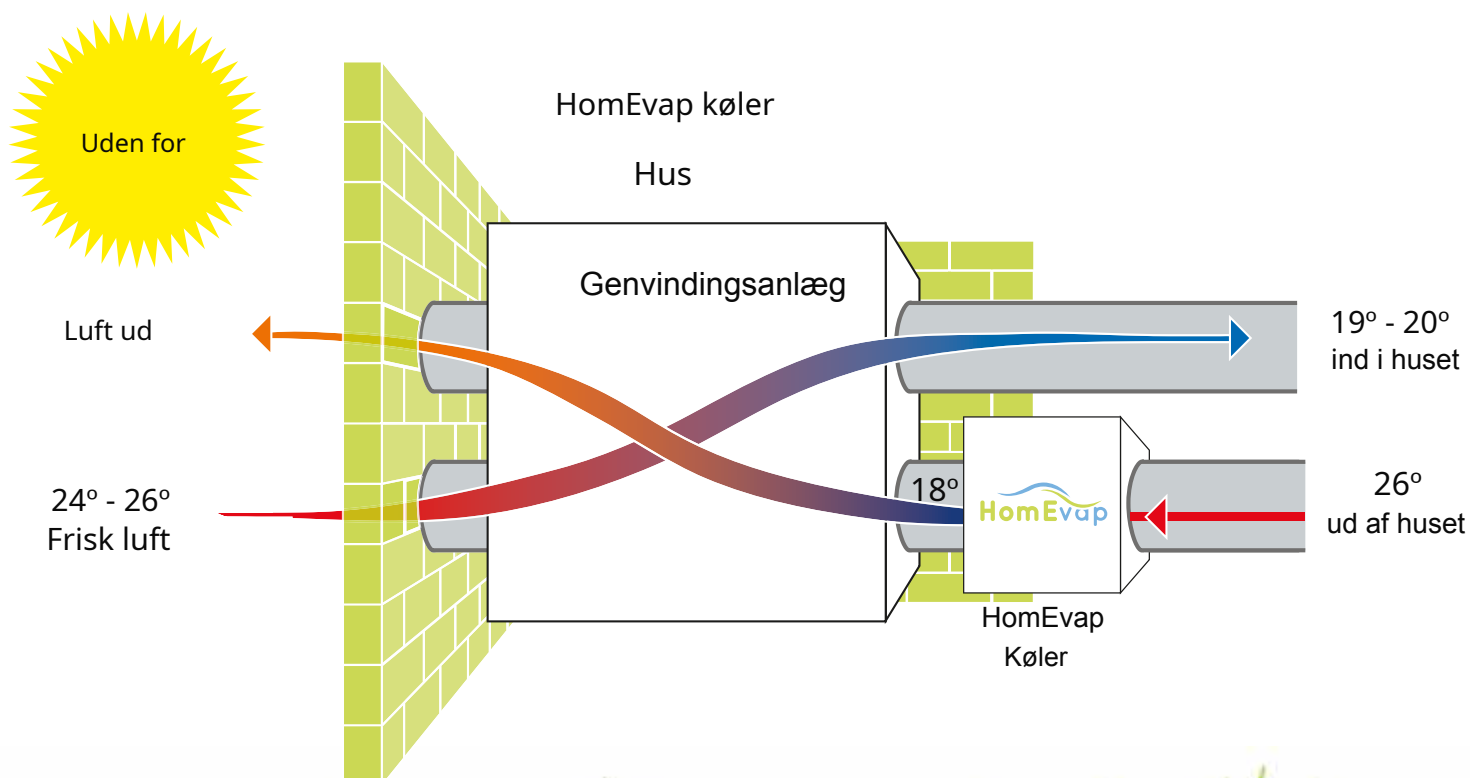 HomEvap køler
Hus
Uden for
Genvindingsanlæg
Luft ud
19º - 20º
ind i huset
24º - 26º
Frisk luft
18º
HomEvap
26º
ud af huset
HomEvap
Køler